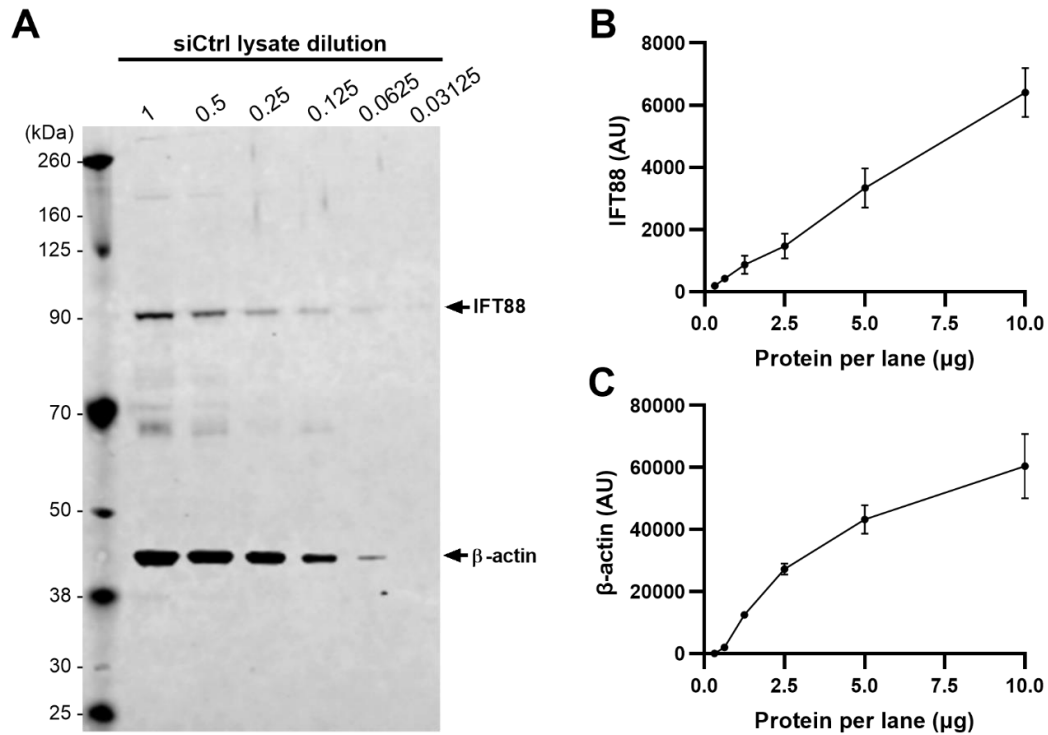 A
siCtrl lysate dilution
1 0.5 0.25 0.125 0.0625 0.03125
(kDa)
260 -
160 -
125 -
90 -
70 -
50 -
38 -
30 -
25 -
IFT88
β-actin
B
IFT88 (AU)
8000
6000
4000
2000
0
0.0 2.5 5.0 7.5 10.0
Protein per lane (μg)
C
β-actin (AU)
80000
60000
40000
20000
0
0.0 2.5 5.0 7.5 10.0
Protein per lane (μg)